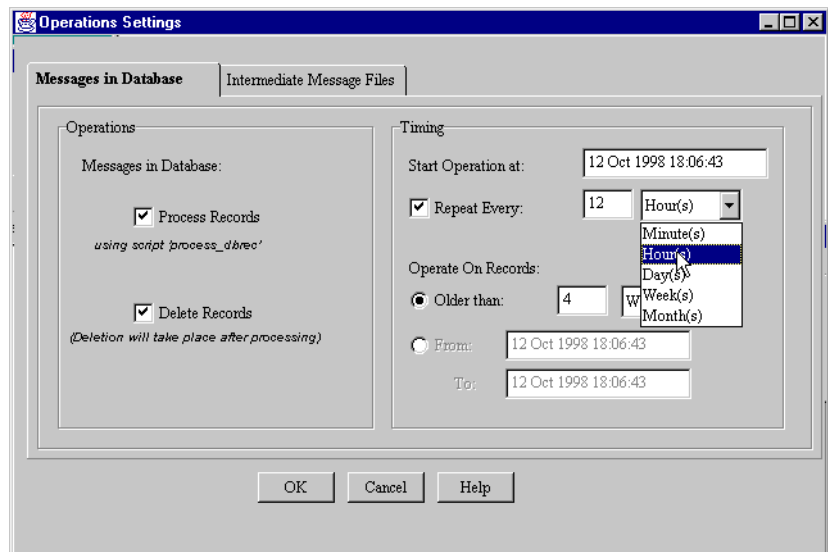 Operations Settings
Messages in Database
Intermediate Message Files
Operations
Messages in Database:
Process Records
using script 'process_dbrec'
Delete Records
(Deletion will take place after processing)
Timing
Start Operation at: 12 Oct 1998 18:06:43
Repeat Every: 12 Hour(s)
Minute(s)
Hour(s)
Day(s)
Week(s)
Month(s)
Operate On Records:
Older than: 4 W
From: 12 Oct 1998 18:06:43
To: 12 Oct 1998 18:06:43
OK Cancel Help